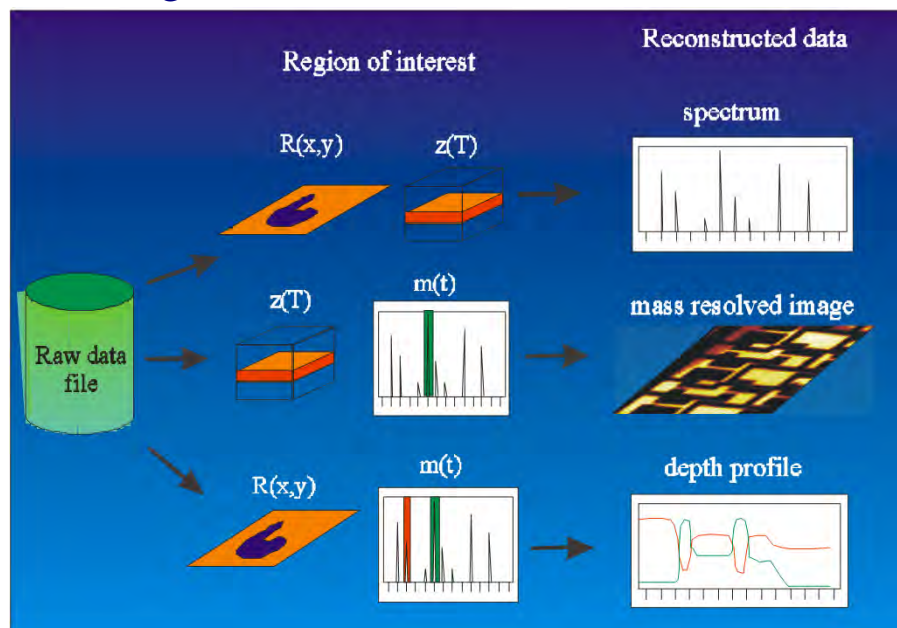 Region of interest
Reconstructed data
R(x,y)
z(T)
spectrum
Raw data
file
z(T)
m(t)
mass resolved image
R(x,y)
m(t)
depth profile